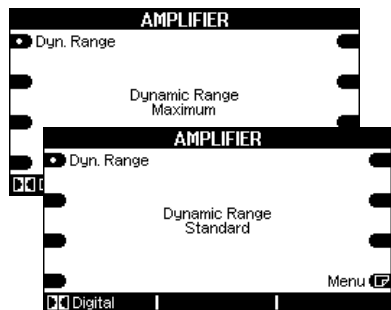 AMPLIFIER
Dyn. Range
Dynamic Range
Maximum
AMPLIFIER
Dyn. Range
Dynamic Range
Standard
Menu
Digital